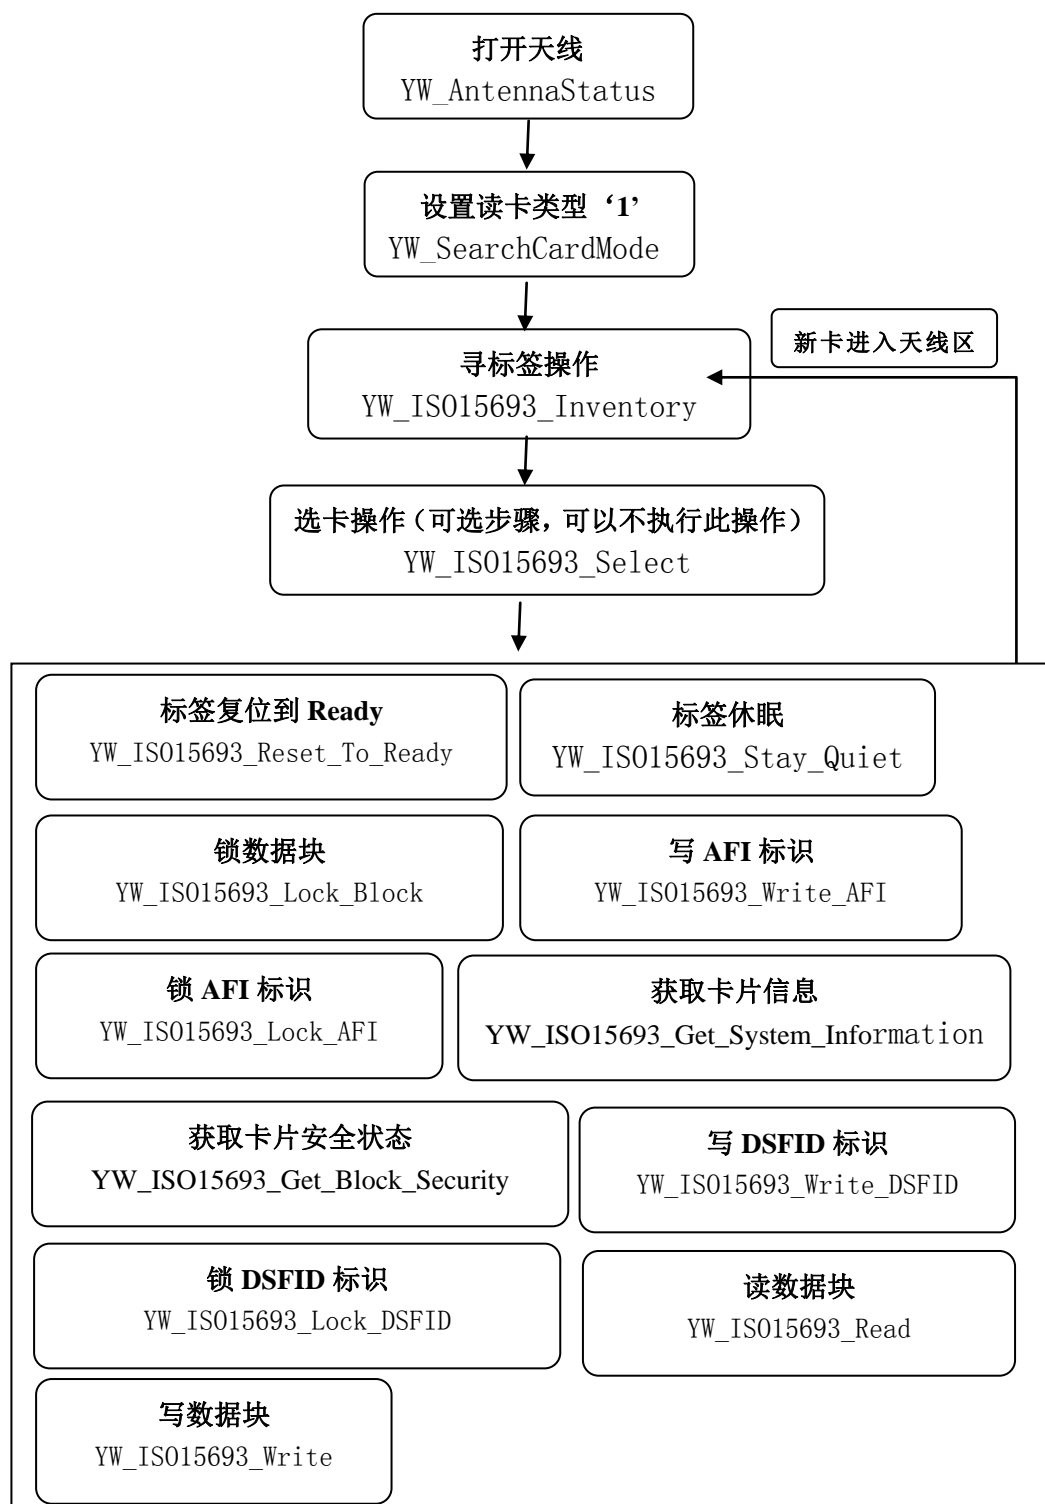 打开天线
YW_AntennaStatus
设置读卡类型‘1’
YW_SearchCardMode
新卡进入天线区
寻标签操作
YW_ISO15693_Inventory
选卡操作（可选步骤，可以不执行此操作）
YW_ISO15693_Select
标签复位到 Ready
YW_ISO15693_Reset_To_Ready
标签休眠
YW_ISO15693_Stay_Quiet
锁数据块
YW_ISO15693_Lock_Block
写 AFI 标识
YW_ISO15693_Write_AFI
锁 AFI 标识
YW_ISO15693_Lock_AFI
获取卡片信息
YW_ISO15693_Get_System_Information
获取卡片安全状态
YW_ISO15693_Get_Block_Security
写 DSFID 标识
YW_ISO15693_Write_DSFID
锁 DSFID 标识
YW_ISO15693_Lock_DSFID
读数据块
YW_ISO15693_Read
写数据块
YW_ISO15693_Write